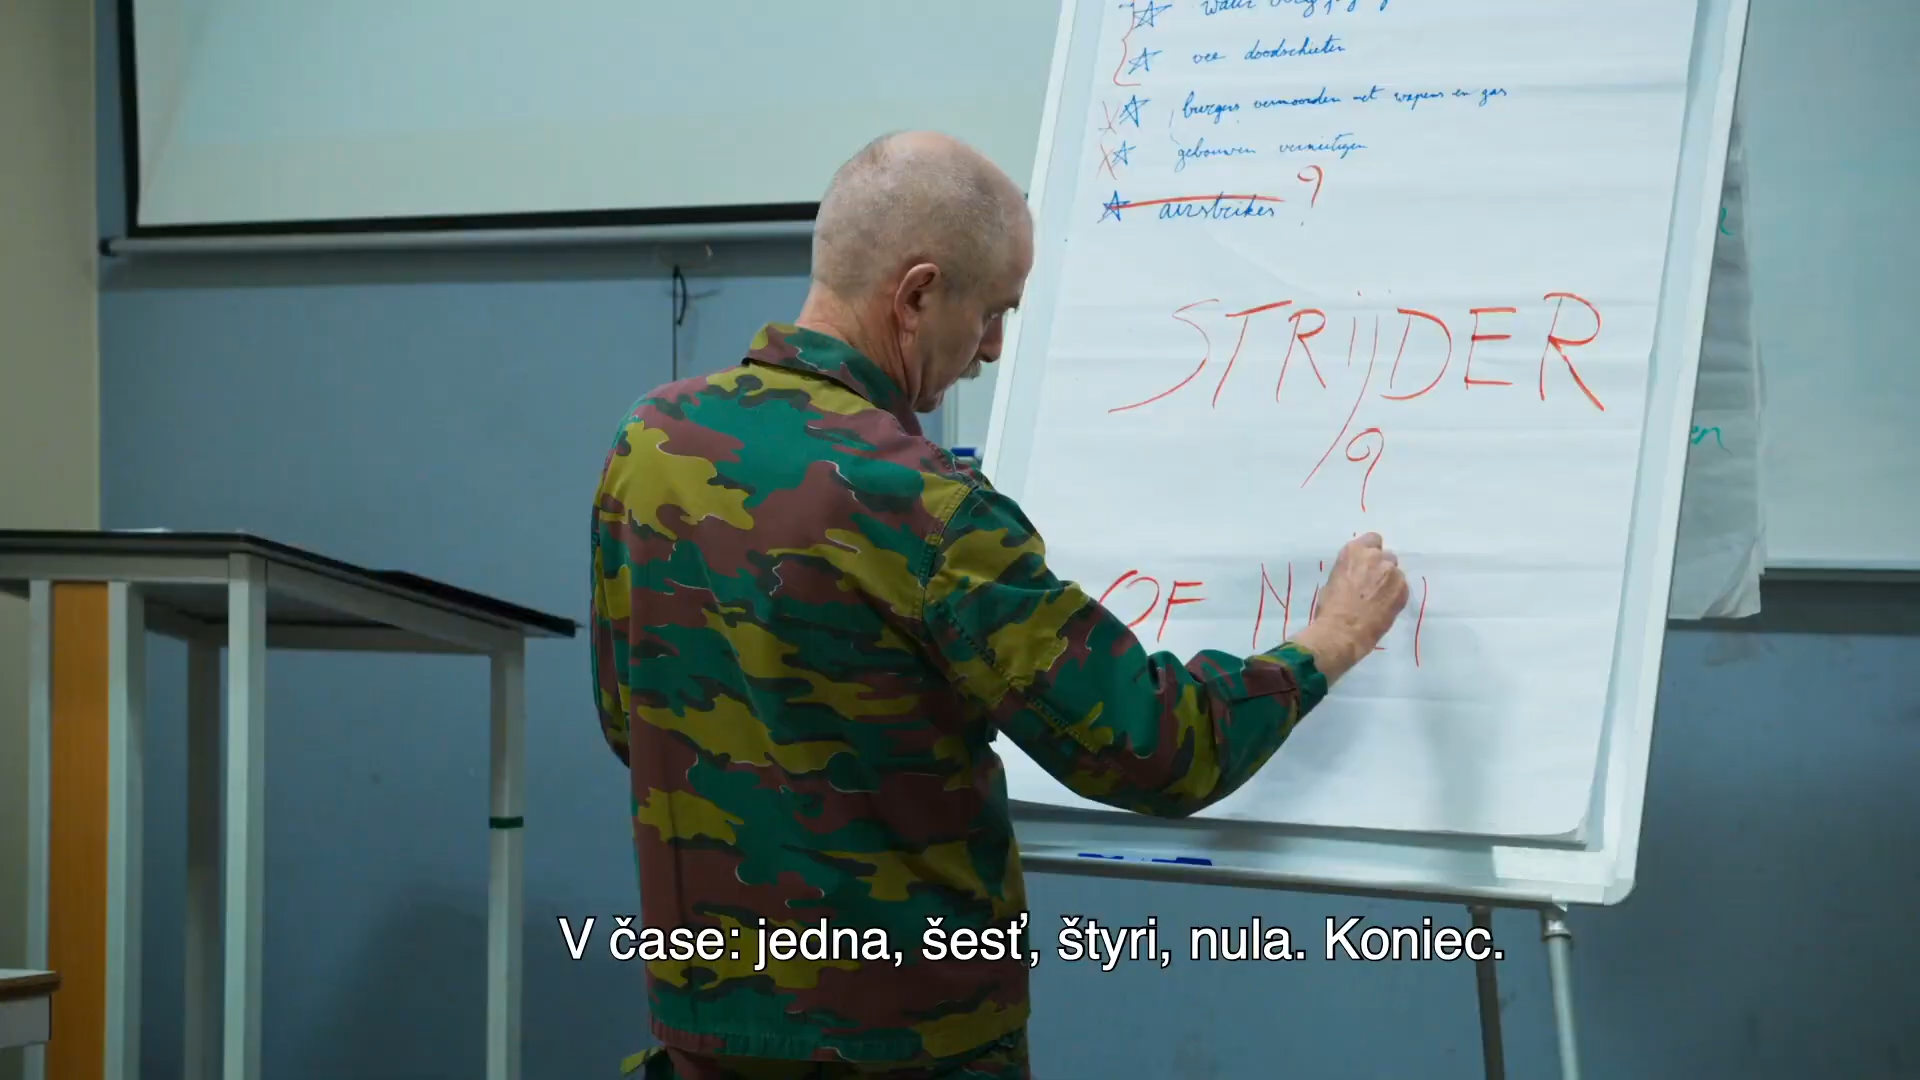 vee doodschieten
burgers vermoorden met wapens en gas
gebouwen vernietigen
airstrikes ?
STRIJDER
?
OF NiE
V čase: jedna, šesť, štyri, nula. Koniec.